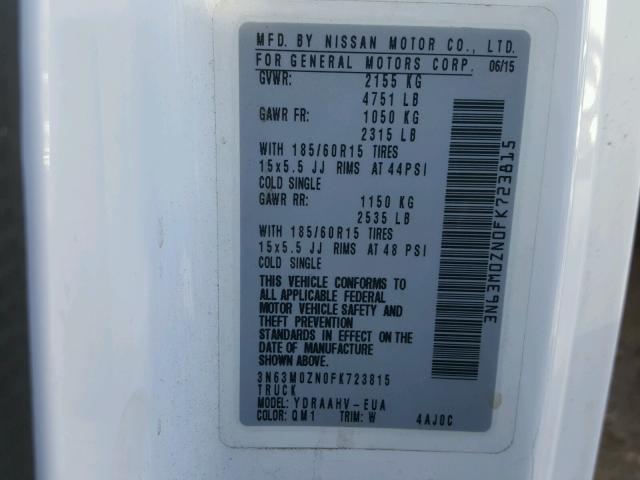 MFD. BY NISSAN MOTOR CO., LTD.
FOR GENERAL MOTORS CORP. 06/15
GVWR: 2155 KG
4751 LB
GAWR FR: 1050 KG
2315 LB
WITH 185/60R15 TIRES
15x5.5 JJ RIMS AT 44PSI
COLD SINGLE
GAWR RR: 1150 KG
2535 LB
WITH 185/60R15 TIRES
15x5.5 JJ RIMS AT 48 PSI
COLD SINGLE
THIS VEHICLE CONFORMS TO
ALL APPLICABLE FEDERAL
MOTOR VEHICLE SAFETY AND
THEFT PREVENTION
STANDARDS IN EFFECT ON THE
DATE OF MANUFACTURE
SHOWN ABOVE.
3N63M0ZN0FK723815
TRUCK
MODEL: YDRAAHV-EUA
COLOR: QM1 TRIM: W 4AJ0C
3N63M0ZN0FK723815